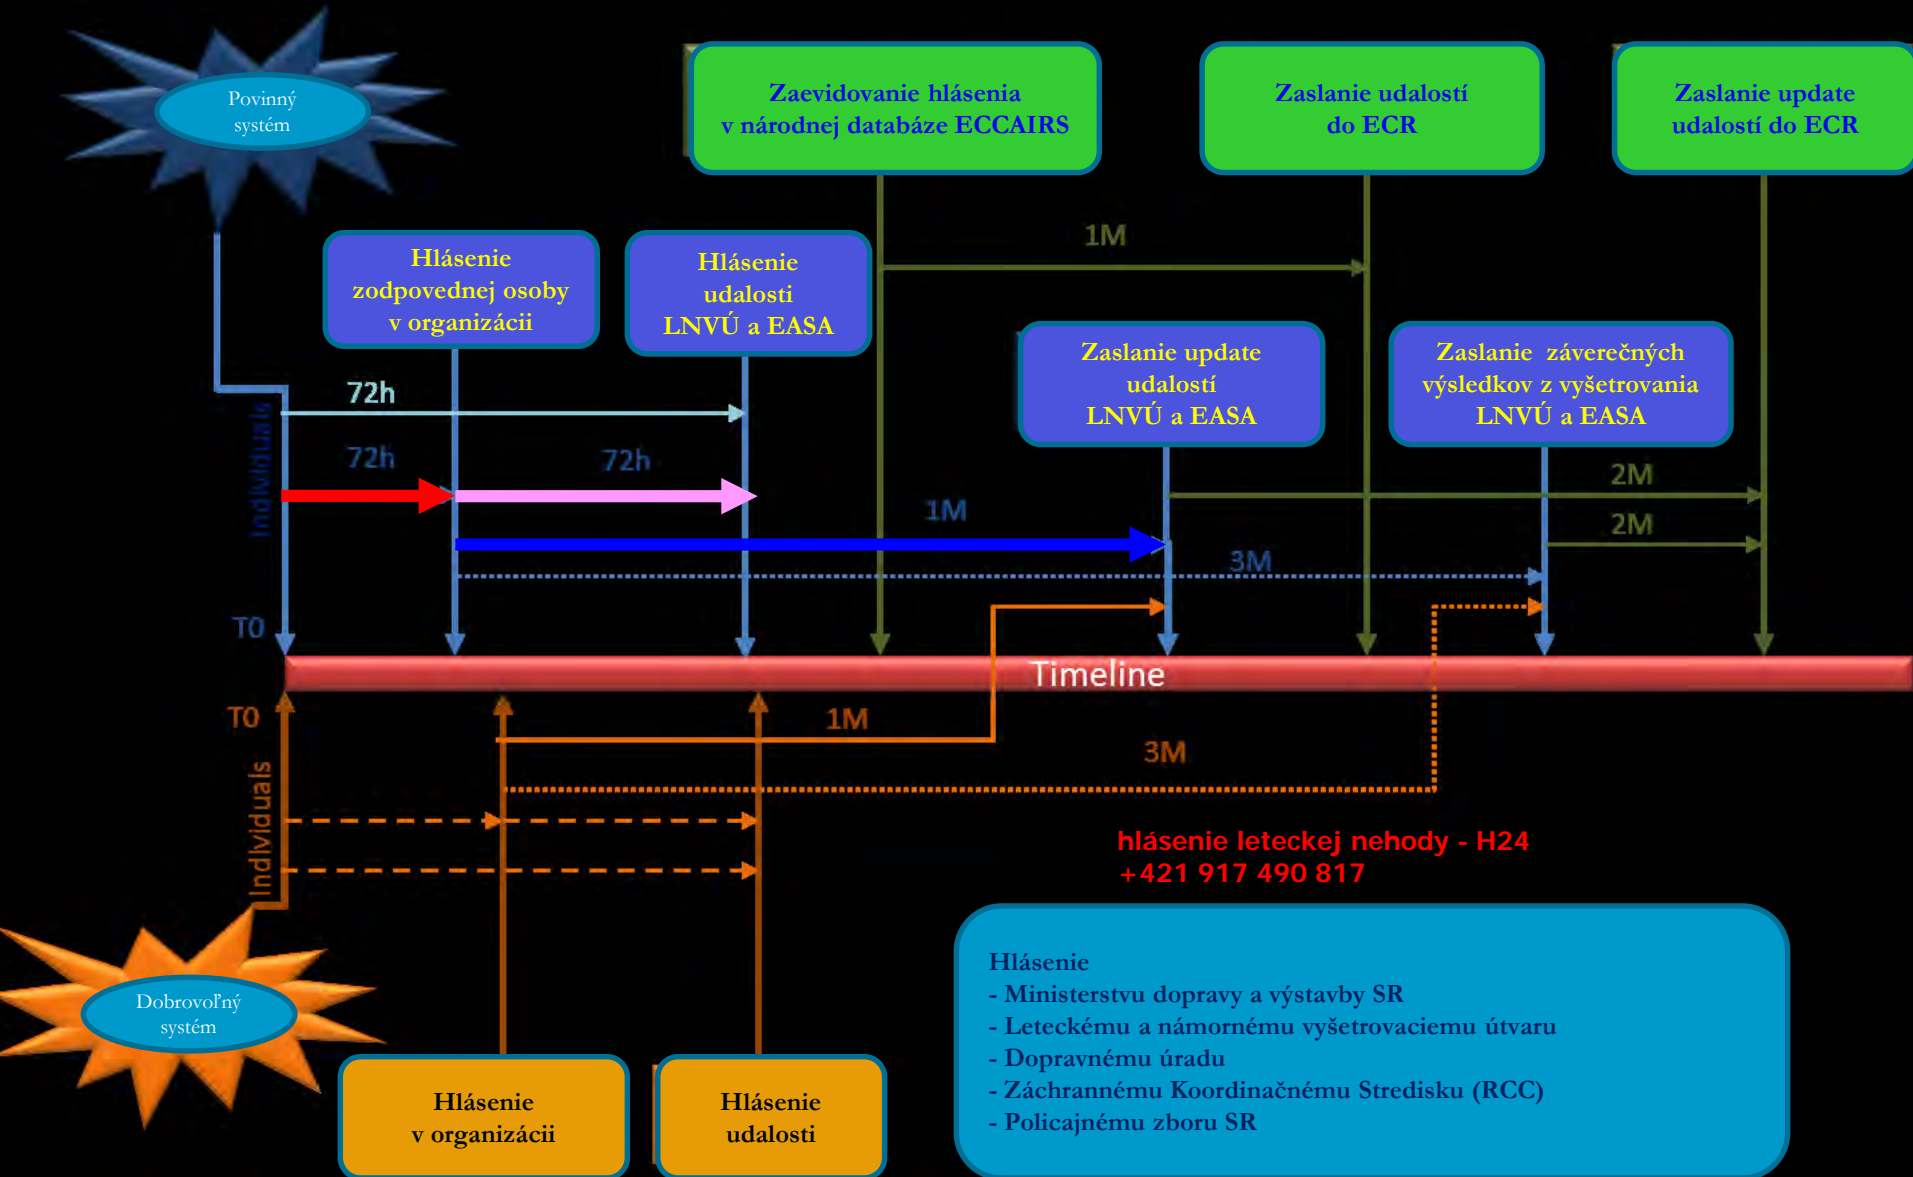 Povinný
systém
Zaevidovanie hlásenia
v národnej databáze ECCAIRS
Zaslanie udalostí
do ECR
Zaslanie update
udalostí do ECR
1M
Hlásenie
zodpovednej osoby
v organizácii
Hlásenie
udalosti
LNVÚ a EASA
Zaslanie update
udalostí
LNVÚ a EASA
Zaslanie záverečných
výsledkov z vyšetrovania
LNVÚ a EASA
72h
Individuals
72h
72h
2M
1M
2M
3M
T0
Timeline
T0
1M
3M
Individuals
hlásenie leteckej nehody - H24
+421 917 490 817
Dobrovoľný
systém
Hlásenie
v organizácii
Hlásenie
udalosti
Hlásenie
- Ministerstvu dopravy a výstavby SR
- Leteckému a námornému vyšetrovaciemu útvaru
- Dopravnému úradu
- Záchrannému Koordinačnému Stredisku (RCC)
- Policajnému zboru SR